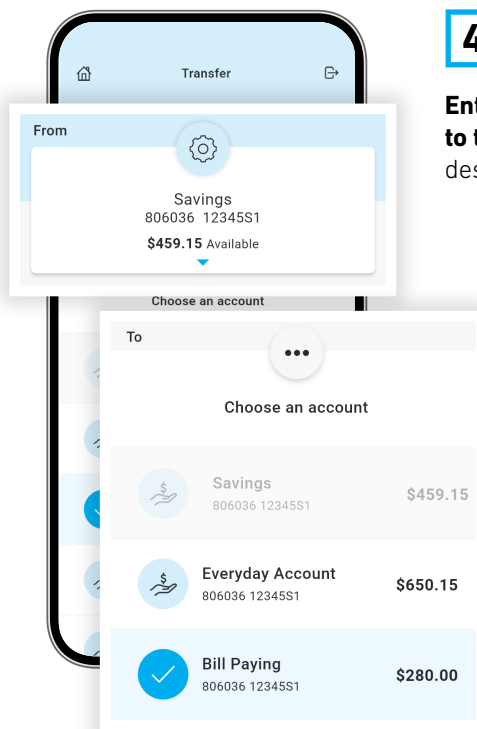 Transfer
From
Savings
806036 12345S1
$459.15 Available
Choose an account
To
Choose an account
Savings
806036 12345S1
$459.15
Everyday Account
806036 12345S1
$650.15
Bill Paying
806036 12345S1
$280.00
4
to